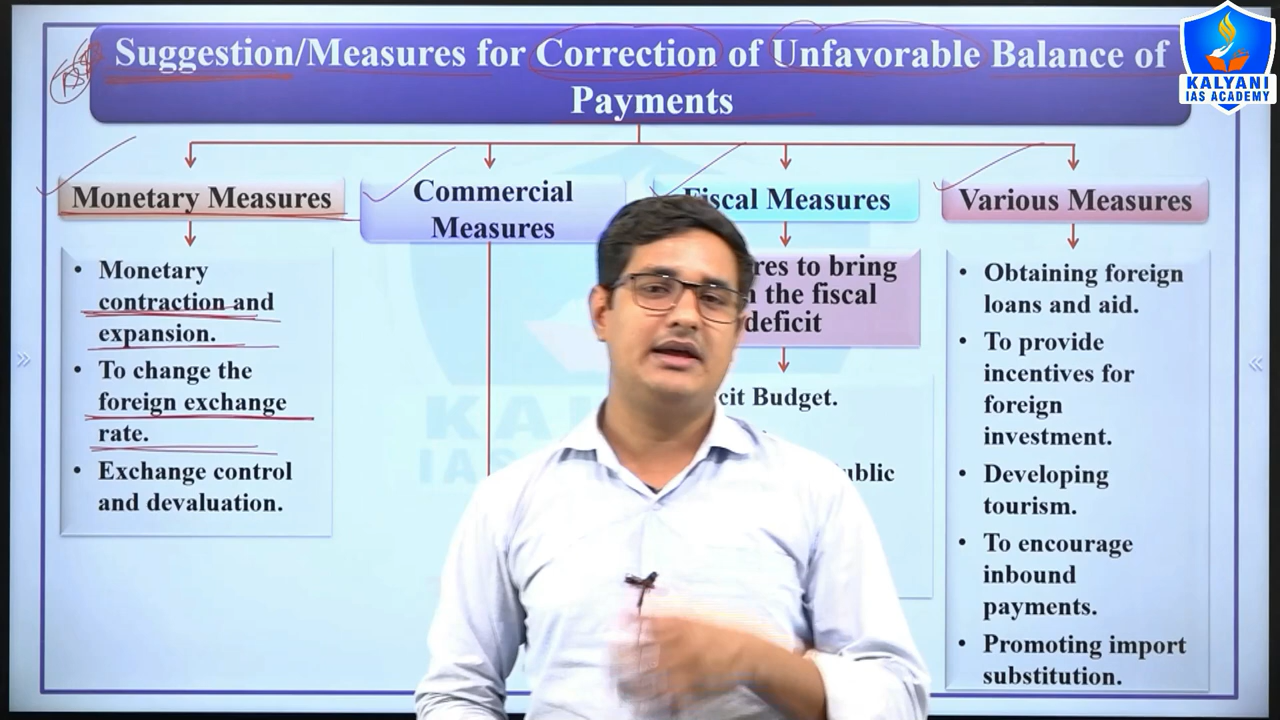 Suggestion/Measures for Correction of Unfavorable Balance of
Payments
KALYANI
IAS ACADEMY
Monetary Measures
Commercial
Measures
Fiscal Measures
Various Measures
• Monetary
contraction and
expansion.
• To change the
foreign exchange
rate.
• Exchange control
and devaluation.
to bring
the fiscal
deficit
Budget.
• Obtaining foreign
loans and aid.
• To provide
incentives for
foreign
investment.
• Developing
tourism.
• To encourage
inbound
payments.
• Promoting import
substitution.